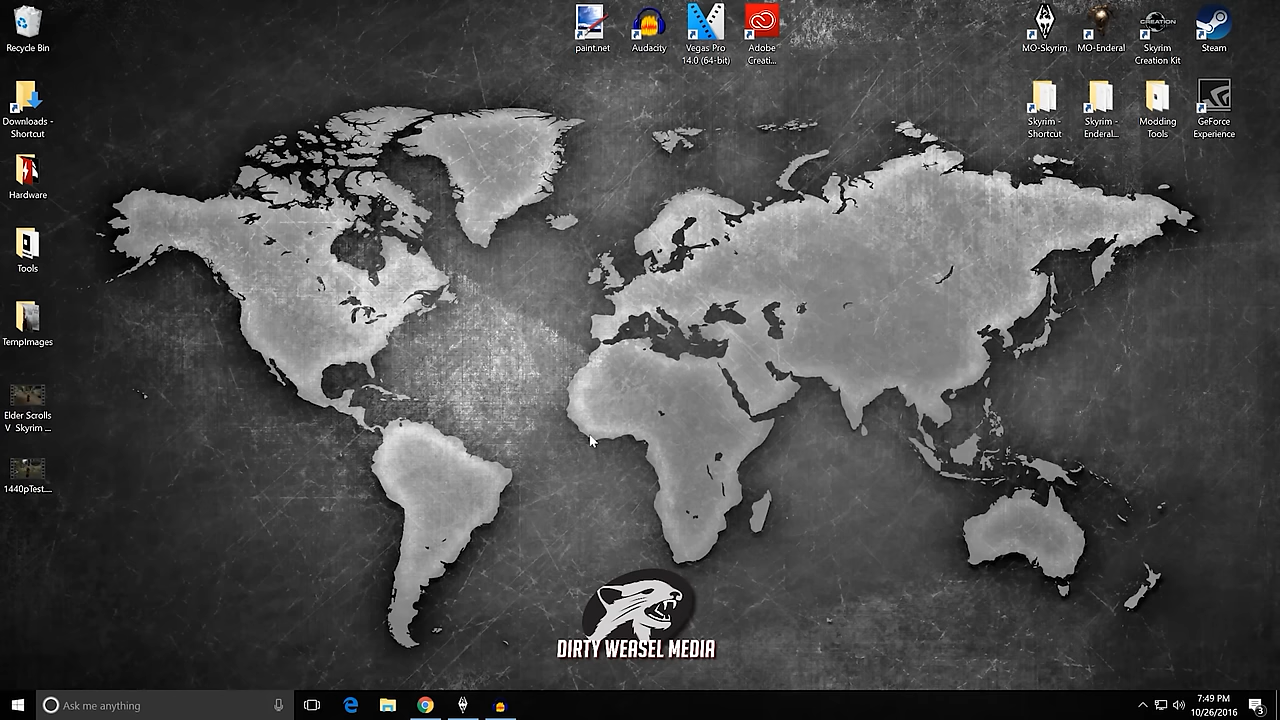 Recycle Bin
Downloads -
Shortcut
Hardware
Tools
TempImages
Elder Scrolls
V Skyrim ...
1440pTest....
paint.net
Audacity
Vegas Pro
14.0 (64-bit)
Adobe
Creati...
MO-Skyrim
MO-Enderal
CREATION
Skyrim
Creation Kit
Steam
Skyrim -
Shortcut
Skyrim -
Enderal...
Modding
Tools
GeForce
Experience
DIRTY WEASEL MEDIA
Ask me anything
7:49 PM
10/26/2016
3